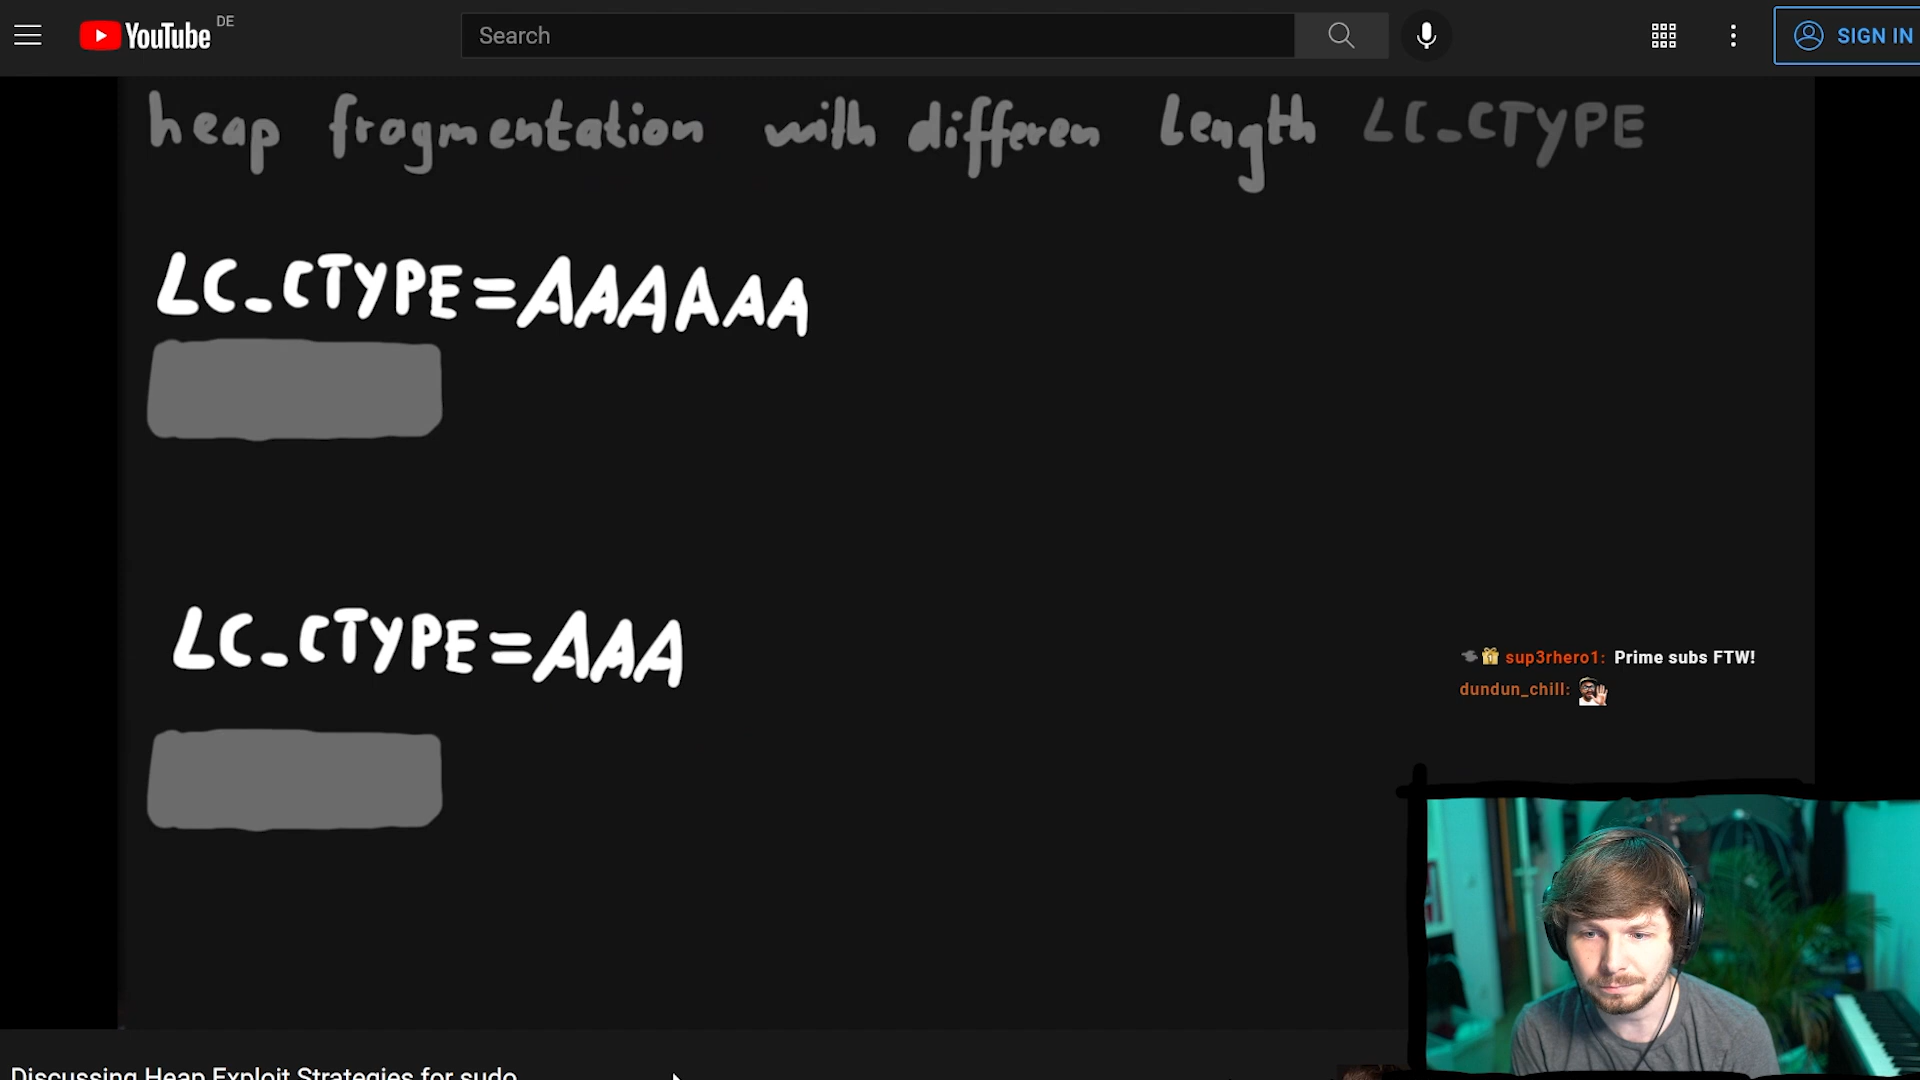 YouTube DE
Search
SIGN IN
heap fragmentation with differen Length LC_CTYPE
LC_CTYPE=AAAAAA
LC_CTYPE=AAA
sup3rhero1: Prime subs FTW!
dundun_chill:
Discussing Heap Exploit Strategies for sudo